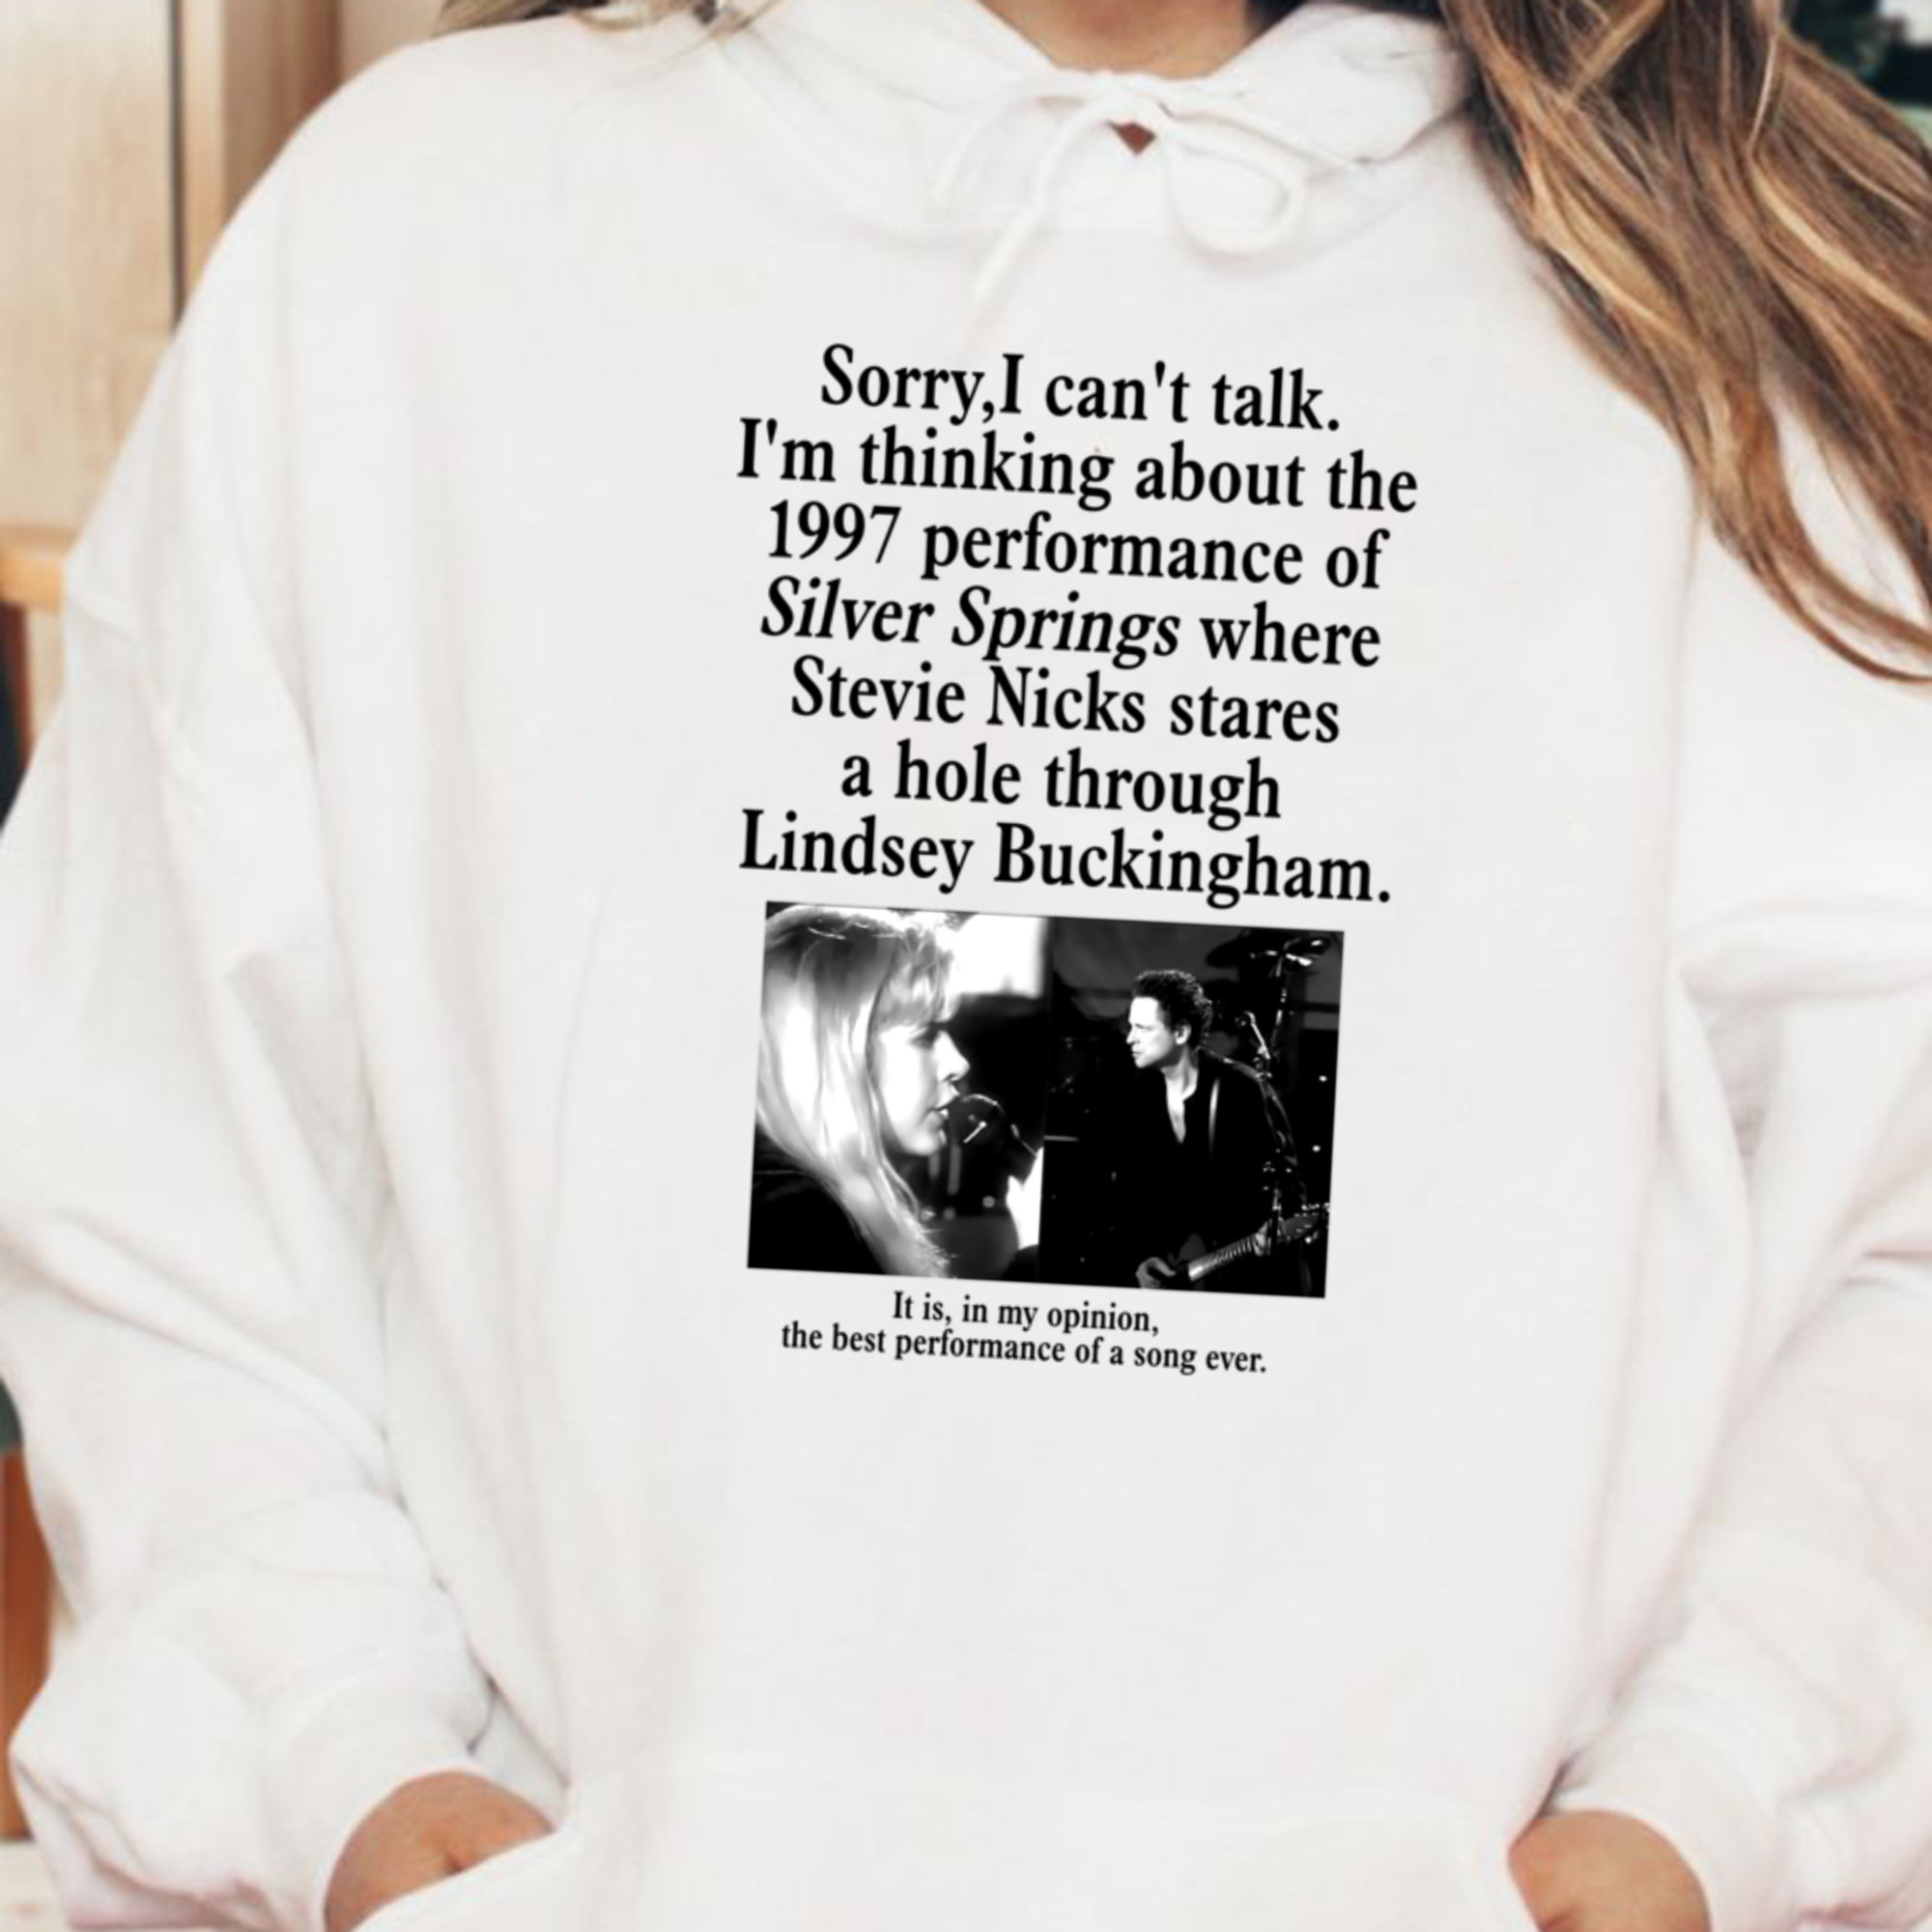 Sorry,I can't talk.
I'm thinking about the
1997 performance of
Silver Springs where
Stevie Nicks stares
a hole through
Lindsey Buckingham.
It is, in my opinion,
the best performance of a song ever.